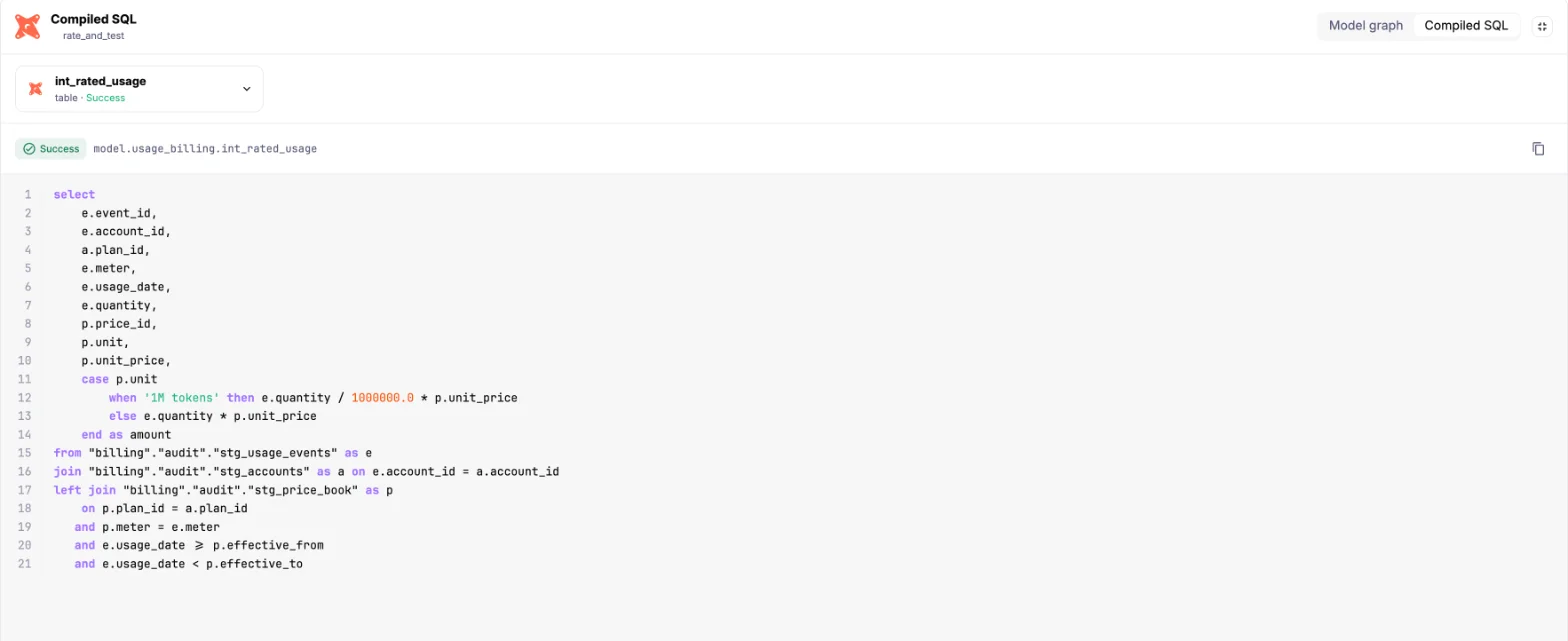 Compiled SQL
rate_and_test
Model graph
Compiled SQL
int_rated_usage
table · Success
Success model.usage_billing.int_rated_usage
1 select
2     e.event_id,
3     e.account_id,
4     a.plan_id,
5     e.meter,
6     e.usage_date,
7     e.quantity,
8     p.price_id,
9     p.unit,
10     p.unit_price,
11     case p.unit
12         when '1M tokens' then e.quantity / 1000000.0 * p.unit_price
13         else e.quantity * p.unit_price
14     end as amount
15 from "billing"."audit"."stg_usage_events" as e
16 join "billing"."audit"."stg_accounts" as a on e.account_id = a.account_id
17 left join "billing"."audit"."stg_price_book" as p
18     on p.plan_id = a.plan_id
19    and p.meter = e.meter
20    and e.usage_date ≥ p.effective_from
21    and e.usage_date < p.effective_to